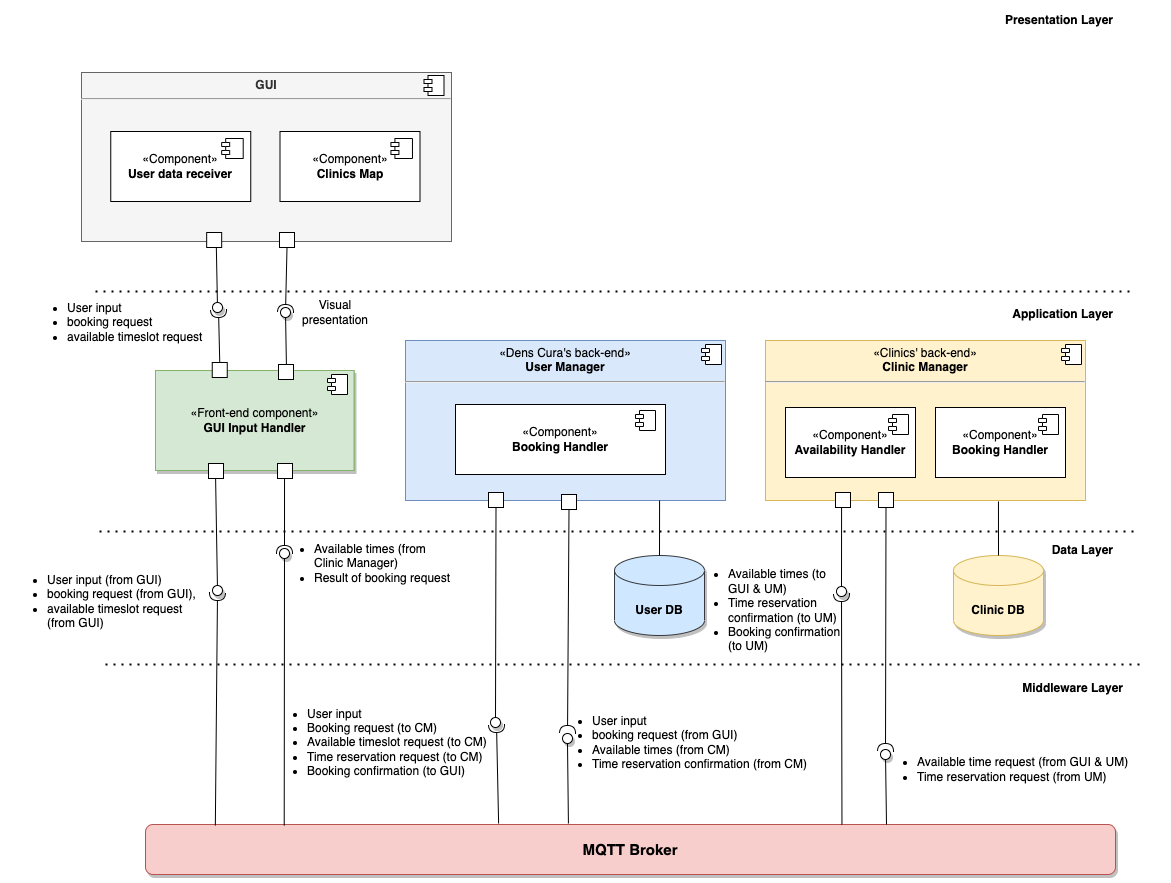 Presentation Layer
GUI
«Component»
User data receiver
«Component»
Clinics Map
User input
booking request
available timeslot request
Visual
presentation
Application Layer
«Front-end component»
GUI Input Handler
«Dens Cura's back-end»
User Manager
«Component»
Booking Handler
«Clinics' back-end»
Clinic Manager
«Component»
Availability Handler
«Component»
Booking Handler
Data Layer
User input (from GUI)
booking request (from GUI),
available timeslot request
(from GUI)
Available times (from
Clinic Manager)
Result of booking request
User DB
Available times (to
GUI & UM)
Time reservation
confirmation (to UM)
Booking confirmation
(to UM)
Clinic DB
Middleware Layer
User input
Booking request (to CM)
Available timeslot request (to CM)
Time reservation request (to CM)
Booking confirmation (to GUI)
User input
booking request (from GUI)
Available times (from CM)
Time reservation confirmation (from CM)
Available time request (from GUI & UM)
Time reservation request (from UM)
MQTT Broker